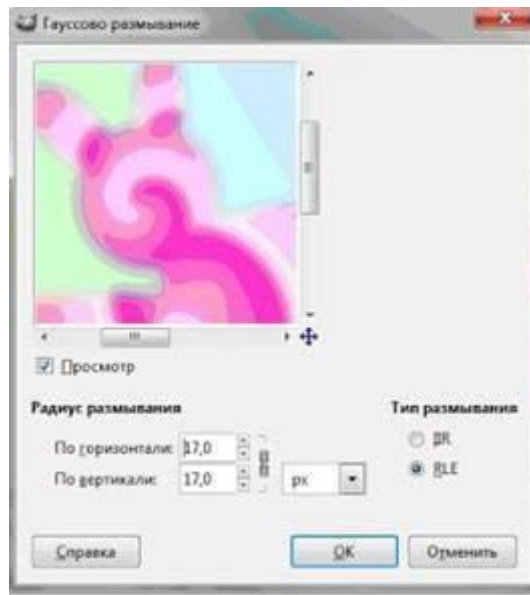 Гауссово размывание
Просмотр
Радиус размывания
По горизонтали: 17,0
По вертикали: 17,0
px
Тип размывания
IIR
RLE
Справка
OK
Отменить